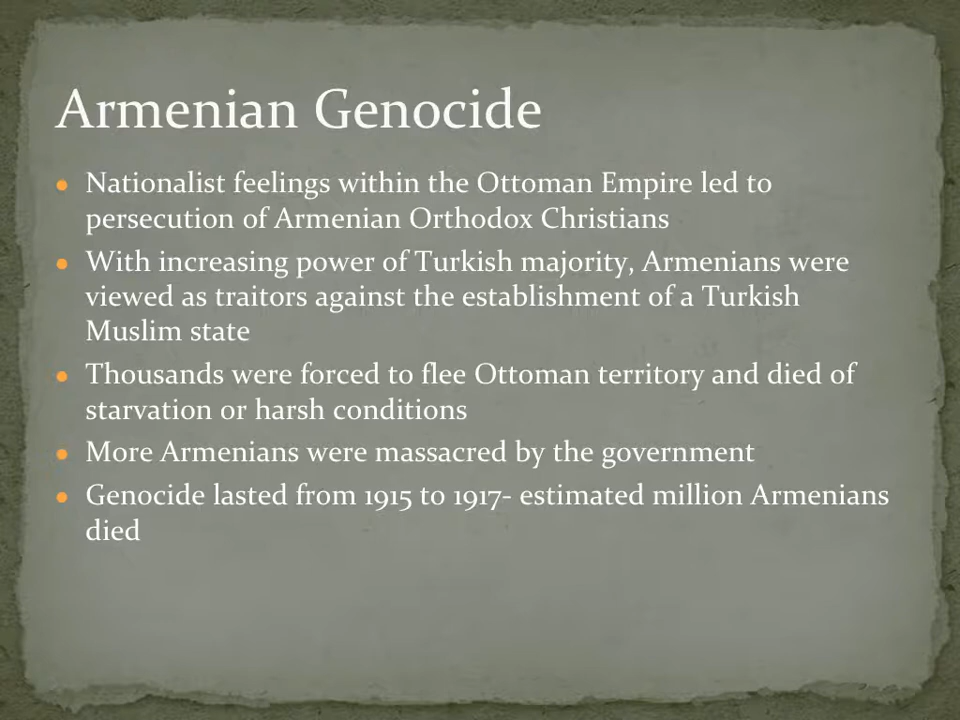 Armenian Genocide
• Nationalist feelings within the Ottoman Empire led to
persecution of Armenian Orthodox Christians
• With increasing power of Turkish majority, Armenians were
viewed as traitors against the establishment of a Turkish
Muslim state
• Thousands were forced to flee Ottoman territory and died of
starvation or harsh conditions
• More Armenians were massacred by the government
• Genocide lasted from 1915 to 1917- estimated million Armenians
died